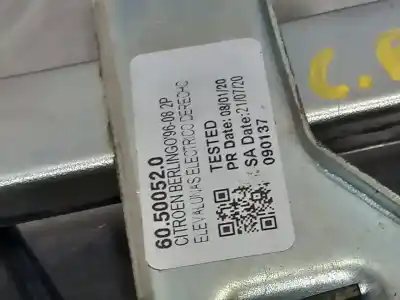 60.50052.0
CITROEN BERLINGO'96-08 2P
ELEVALUNAS ELECTRICO DERECHO
TESTED
PR Date: 08/01/20
SA Date: 21/07/20
090137